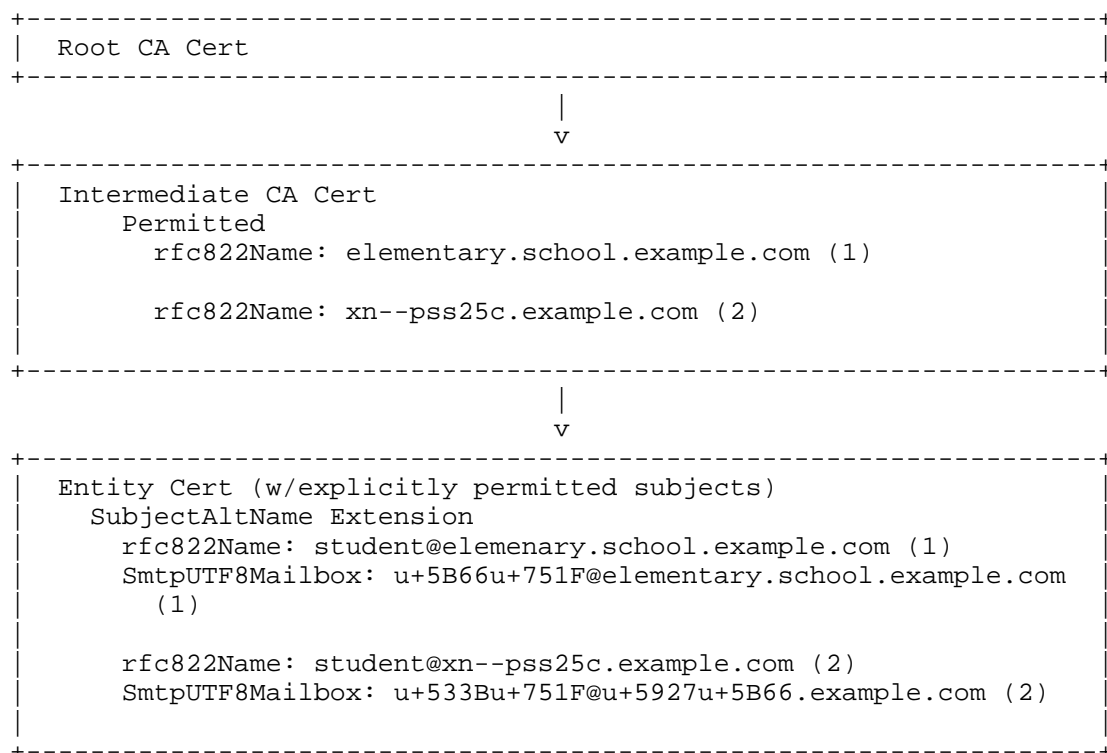 Root CA Cert
Intermediate CA Cert
Permitted
rfc822Name: elementary.school.example.com (1)
rfc822Name: xn--pss25c.example.com (2)
Entity Cert (w/explicitly permitted subjects)
SubjectAltName Extension
rfc822Name: student@elemenary.school.example.com (1)
SmtpUTF8Mailbox: u+5B66u+751F@elementary.school.example.com
(1)
rfc822Name: student@xn--pss25c.example.com (2)
SmtpUTF8Mailbox: u+533Bu+751F@u+5927u+5B66.example.com (2)